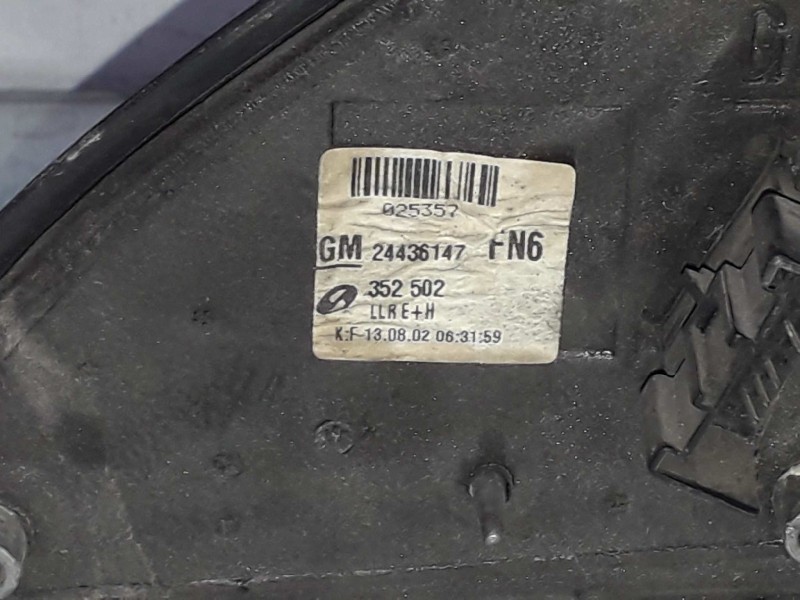 025357
GM 24436147 FN6
352 502
LLRE+H
K:F-13.08.02 06:31:59